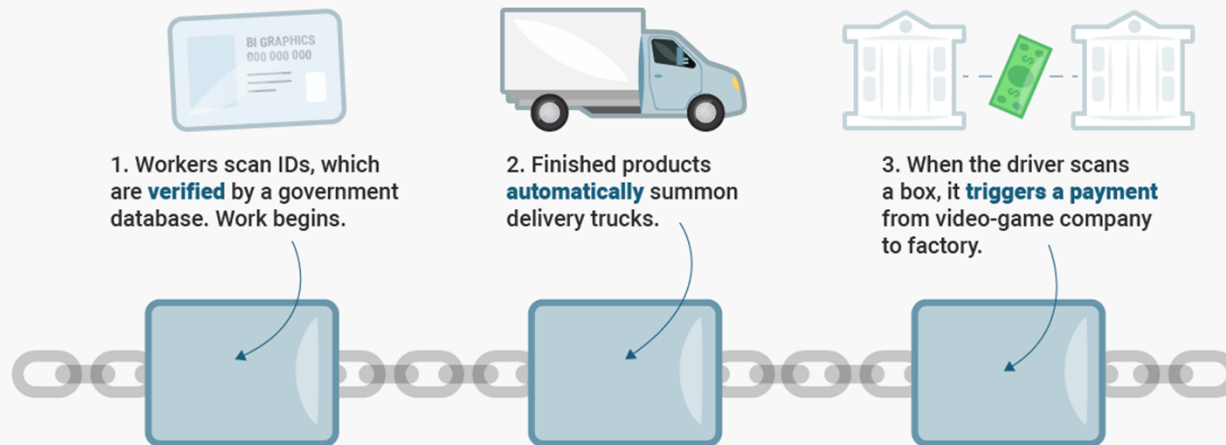 BI GRAPHICS
000 000 000
1. Workers scan IDs, which
are verified by a government
database. Work begins.
2. Finished products
automatically summon
delivery trucks.
3. When the driver scans
a box, it triggers a payment
from video-game company
to factory.